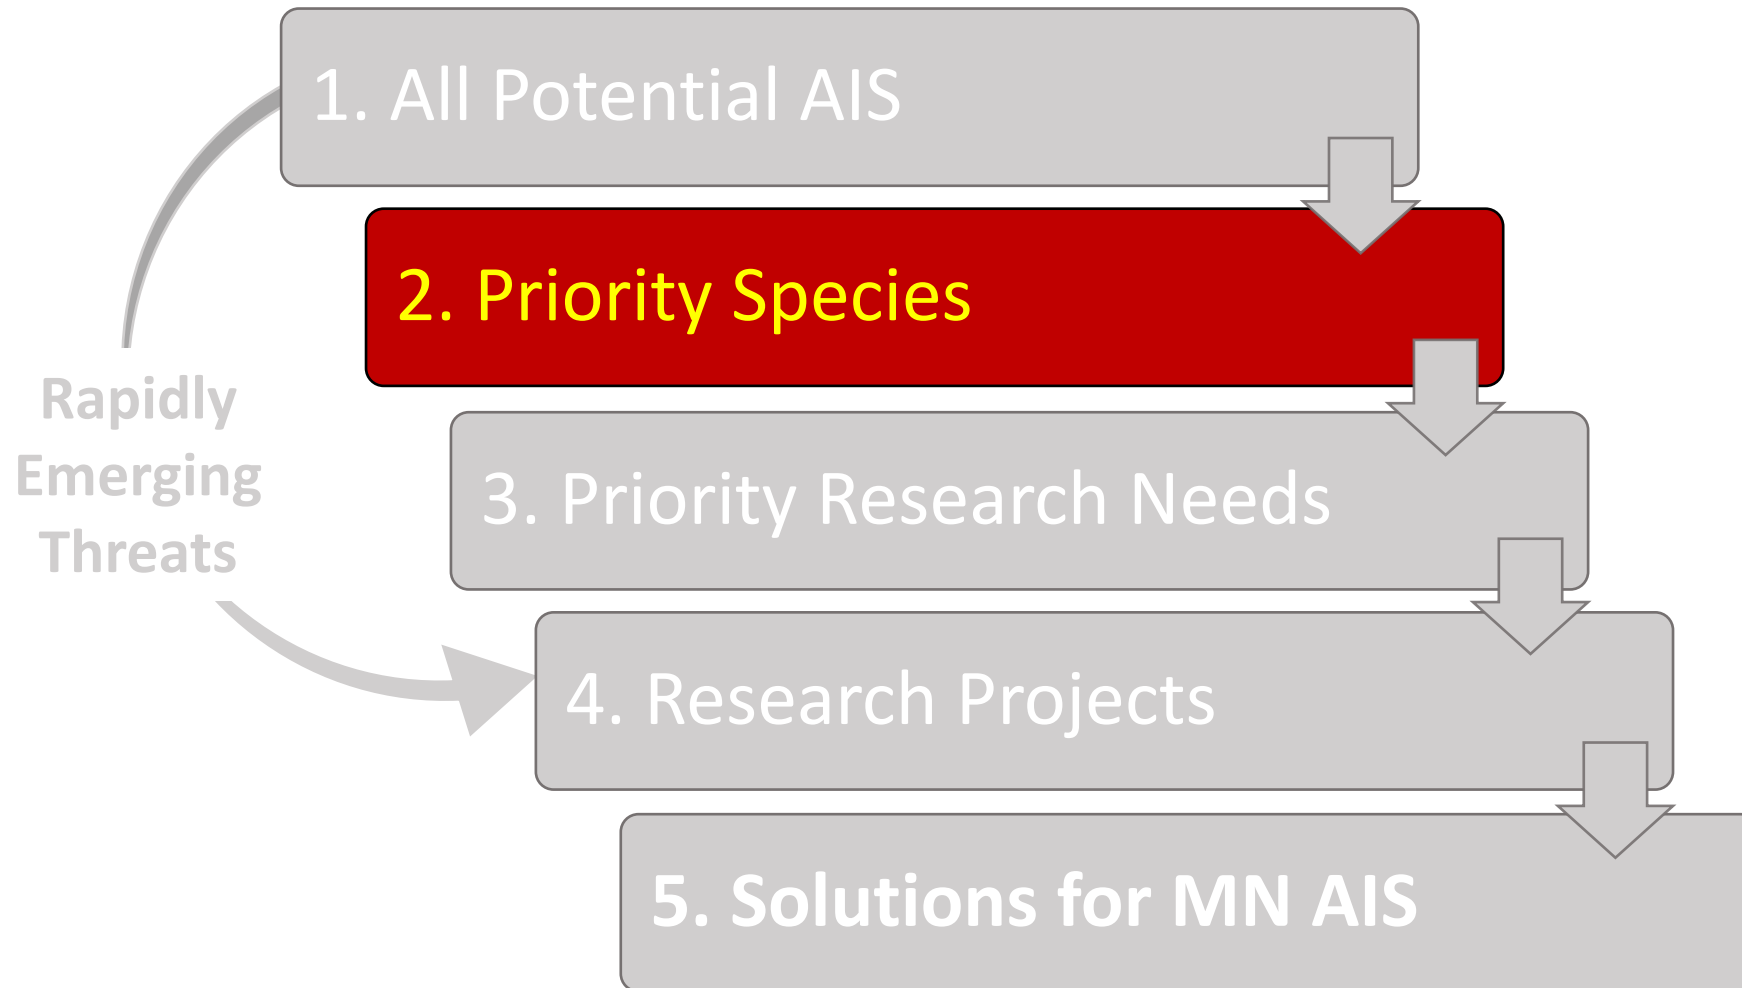 1. All Potential AIS
2. Priority Species
Rapidly
Emerging
Threats
3. Priority Research Needs
4. Research Projects
5. Solutions for MN AIS